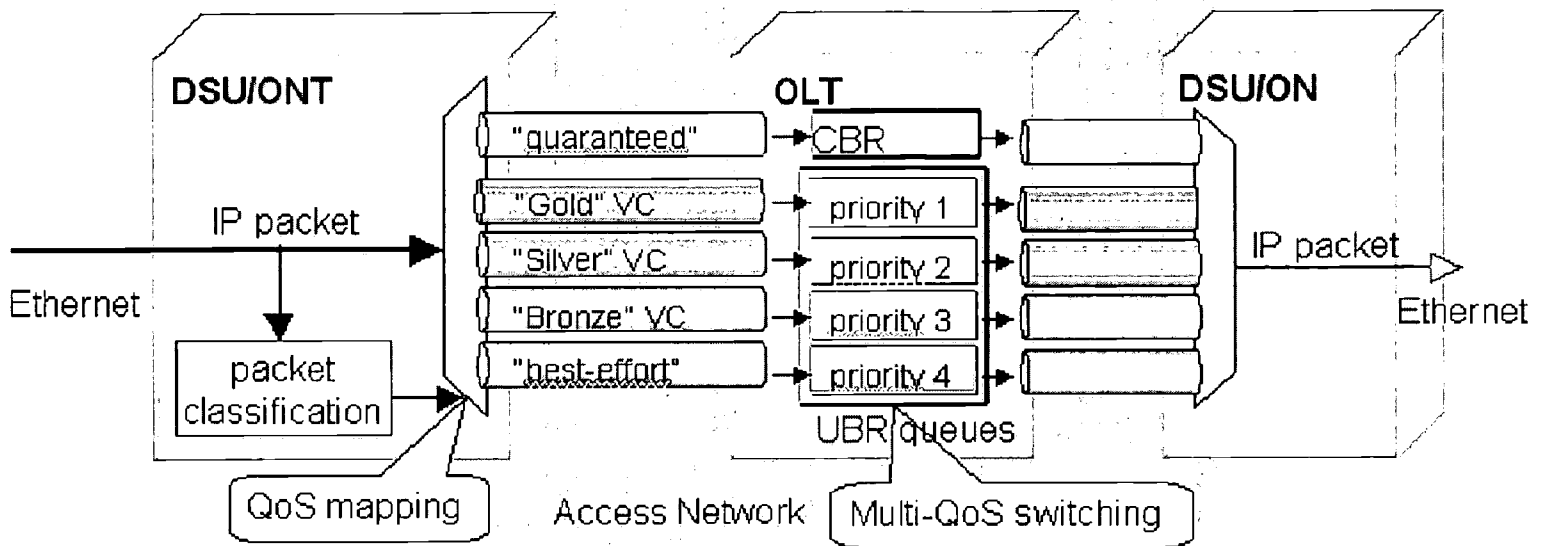 DSU/ONT
OLT
DSU/ON
"quaranteed"
CBR
"Gold" VC
priority 1
IP packet
"Silver" VC
priority 2
IP packet
Ethernet
"Bronze" VC
priority 3
Ethernet
packet
classification
"best-effort"
priority 4
UBR queues
QoS mapping
Access Network
Multi-QoS switching